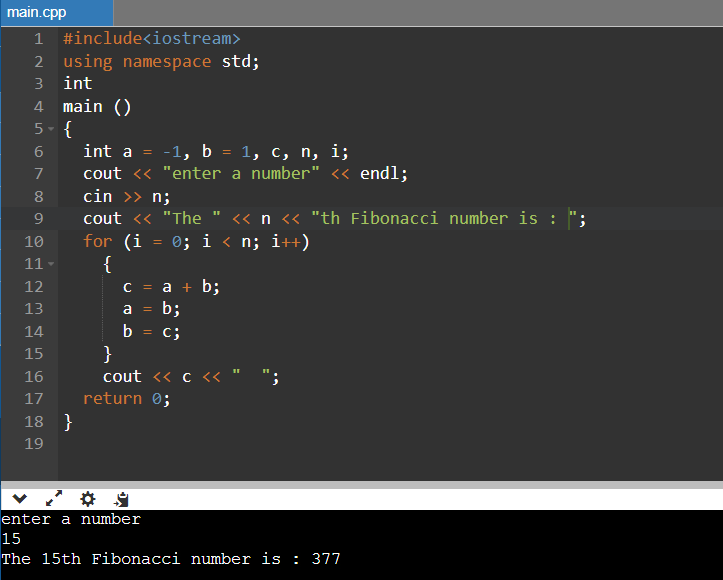 main.cpp
1 #include<iostream>
2 using namespace std;
3 int
4 main ()
5 {
6   int a = -1, b = 1, c, n, i;
7   cout << "enter a number" << endl;
8   cin >> n;
9   cout << "The " << n << "th Fibonacci number is : ";
10   for (i = 0; i < n; i++)
11     {
12       c = a + b;
13       a = b;
14       b = c;
15     }
16     cout << c << "  ";
17   return 0;
18 }
19
enter a number
15
The 15th Fibonacci number is : 377